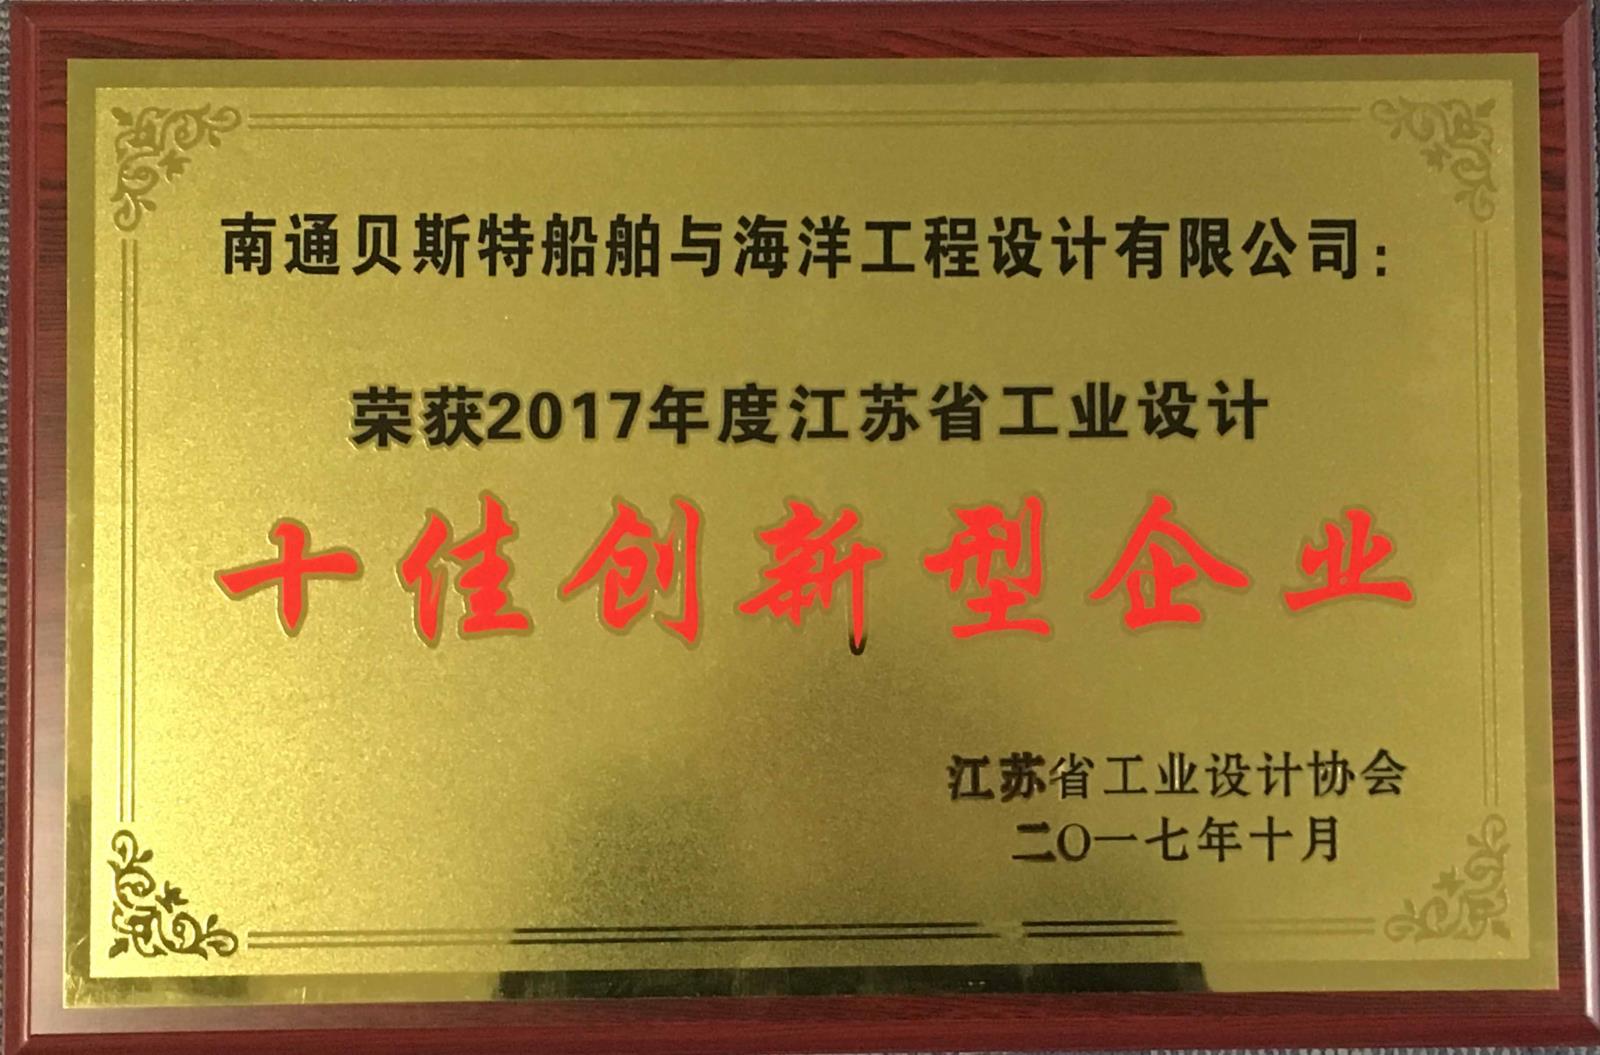 南通贝斯特船舶与海洋工程设计有限公司：
荣获2017年度江苏省工业设计
十佳创新型企业
江苏省工业设计协会
二〇一七年十月